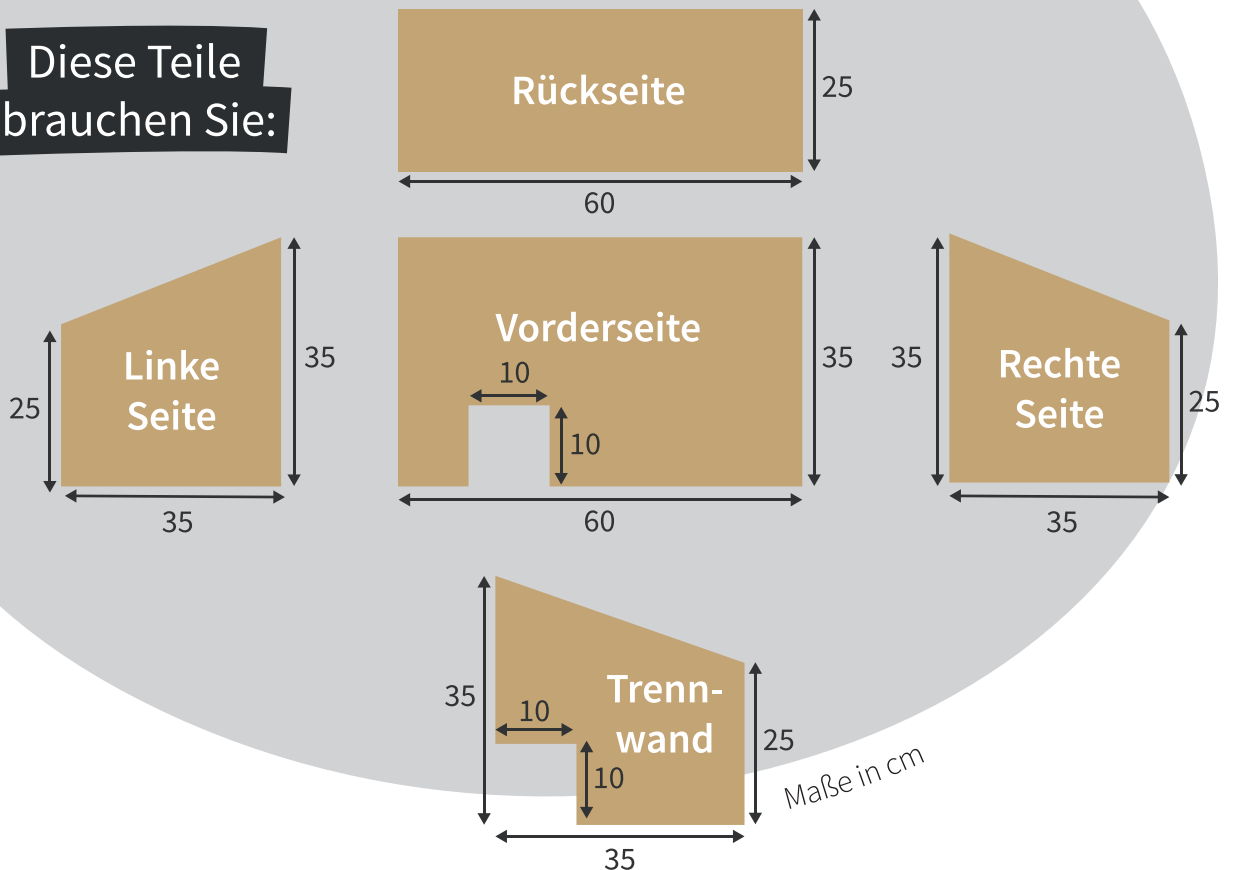 Diese Teile
brauchen Sie:
Rückseite
25
60
Linke
Seite
25
35
35
Vorderseite
10
10
35
60
Rechte
Seite
35
25
35
Trenn-
wand
35
10
10
25
35
Maße in cm